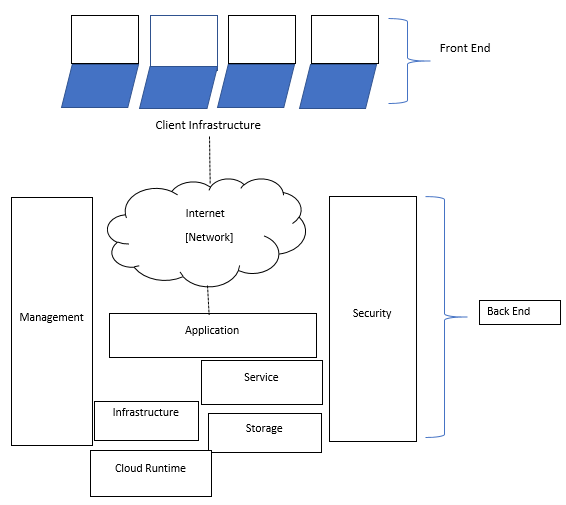 Front End
Client Infrastructure
Internet
[Network]
Management
Security
Back End
Application
Service
Infrastructure
Storage
Cloud Runtime